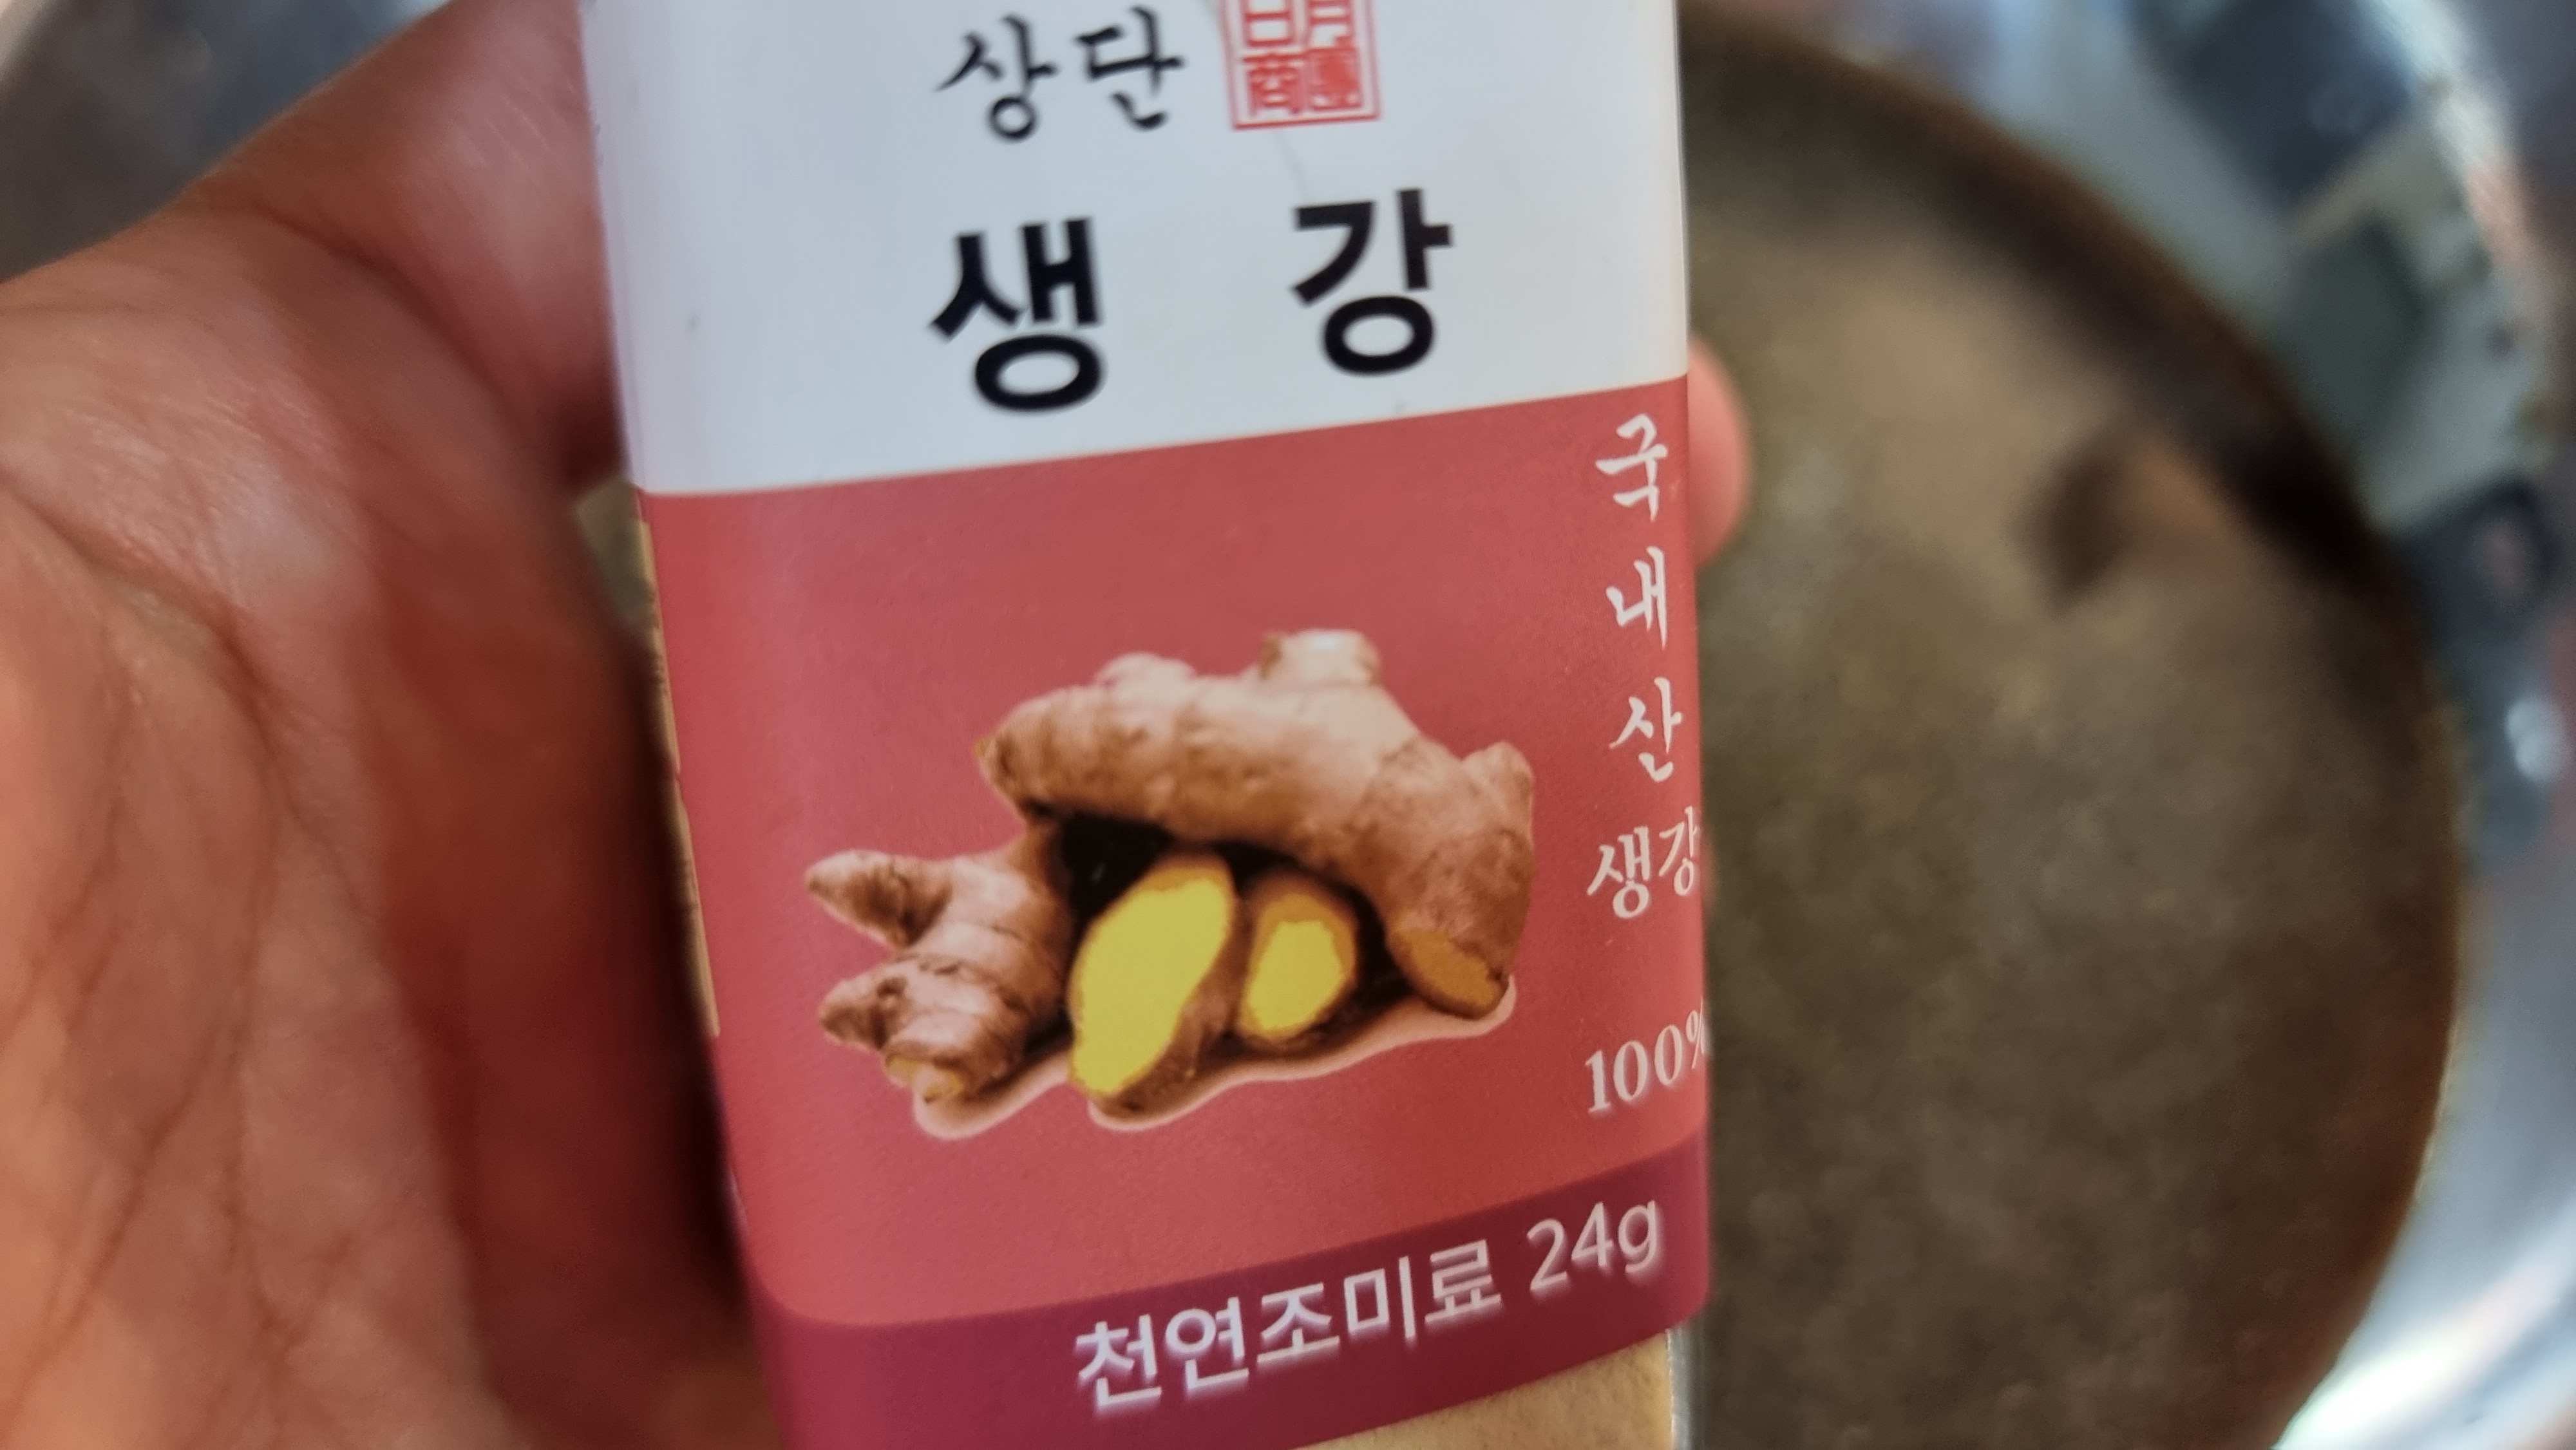 상단
생 강
국내산
생강
100%
천연조미료 24g